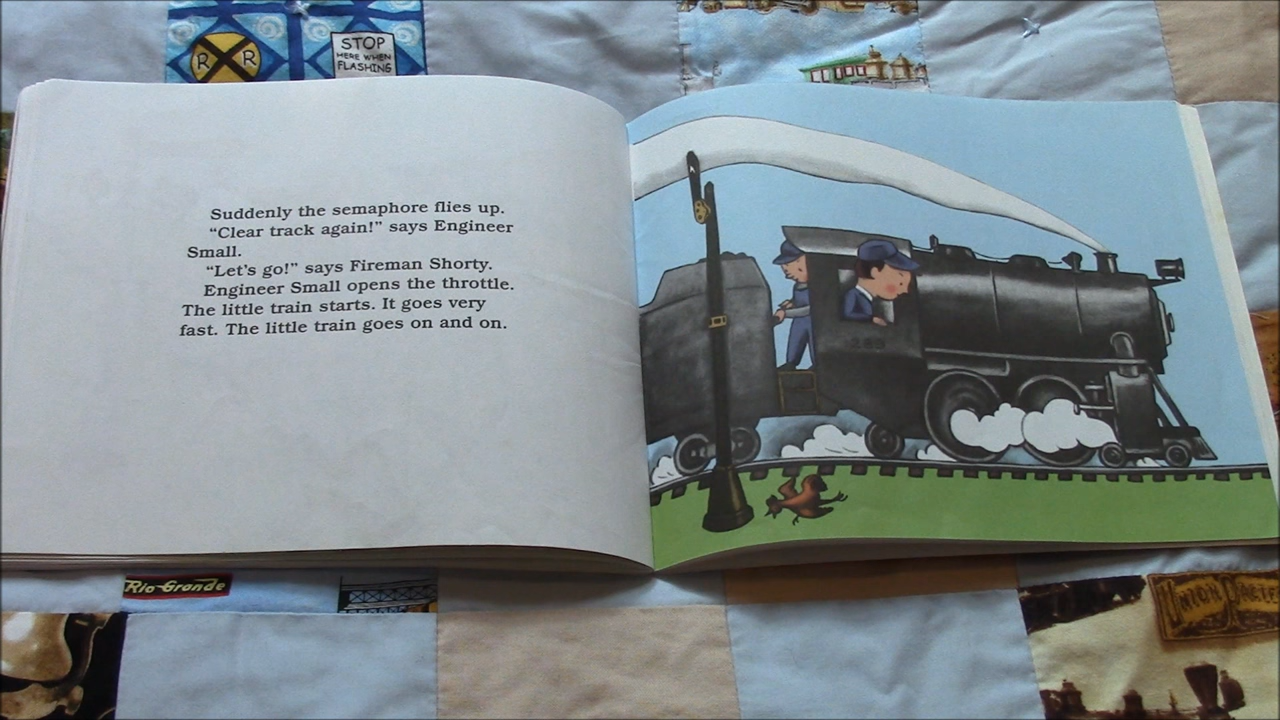 R R
STOP
HERE WHEN
FLASHING
Suddenly the semaphore flies up.
"Clear track again!" says Engineer
Small.
"Let's go!" says Fireman Shorty.
Engineer Small opens the throttle.
The little train starts. It goes very
fast. The little train goes on and on.
Rio Grande
UNION PACIFIC